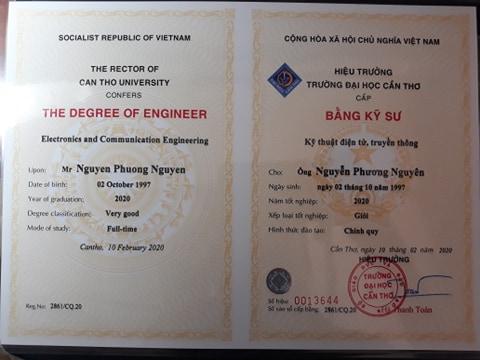 SOCIALIST REPUBLIC OF VIETNAM
THE RECTOR OF
CAN THO UNIVERSITY
CONFERS
THE DEGREE OF ENGINEER
Electronics and Communication Engineering
Upon: Mr Nguyen Phuong Nguyen
Date of birth: 02 October 1997
Year of graduation: 2020
Degree classification: Very good
Mode of study: Full-time
Cantho, 10 February 2020
Reg.No: 2861/CQ.20
CỘNG HÒA XÃ HỘI CHỦ NGHĨA VIỆT NAM
HIỆU TRƯỞNG
TRƯỜNG ĐẠI HỌC CẦN THƠ
CẤP
BẰNG KỸ SƯ
Kỹ thuật điện tử, truyền thông
Cho: Ông Nguyễn Phương Nguyên
Ngày sinh: ngày 02 tháng 10 năm 1997
Năm tốt nghiệp: 2020
Xếp loại tốt nghiệp: Giỏi
Hình thức đào tạo: Chính quy
Cần Thơ, ngày 10 tháng 02 năm 2020
HIỆU TRƯỞNG
TRƯỜNG
ĐẠI HỌC
CẦN THƠ
Số hiệu: 0013644
Số vào sổ cấp bằng: 2861/CQ.20
Thanh Toàn